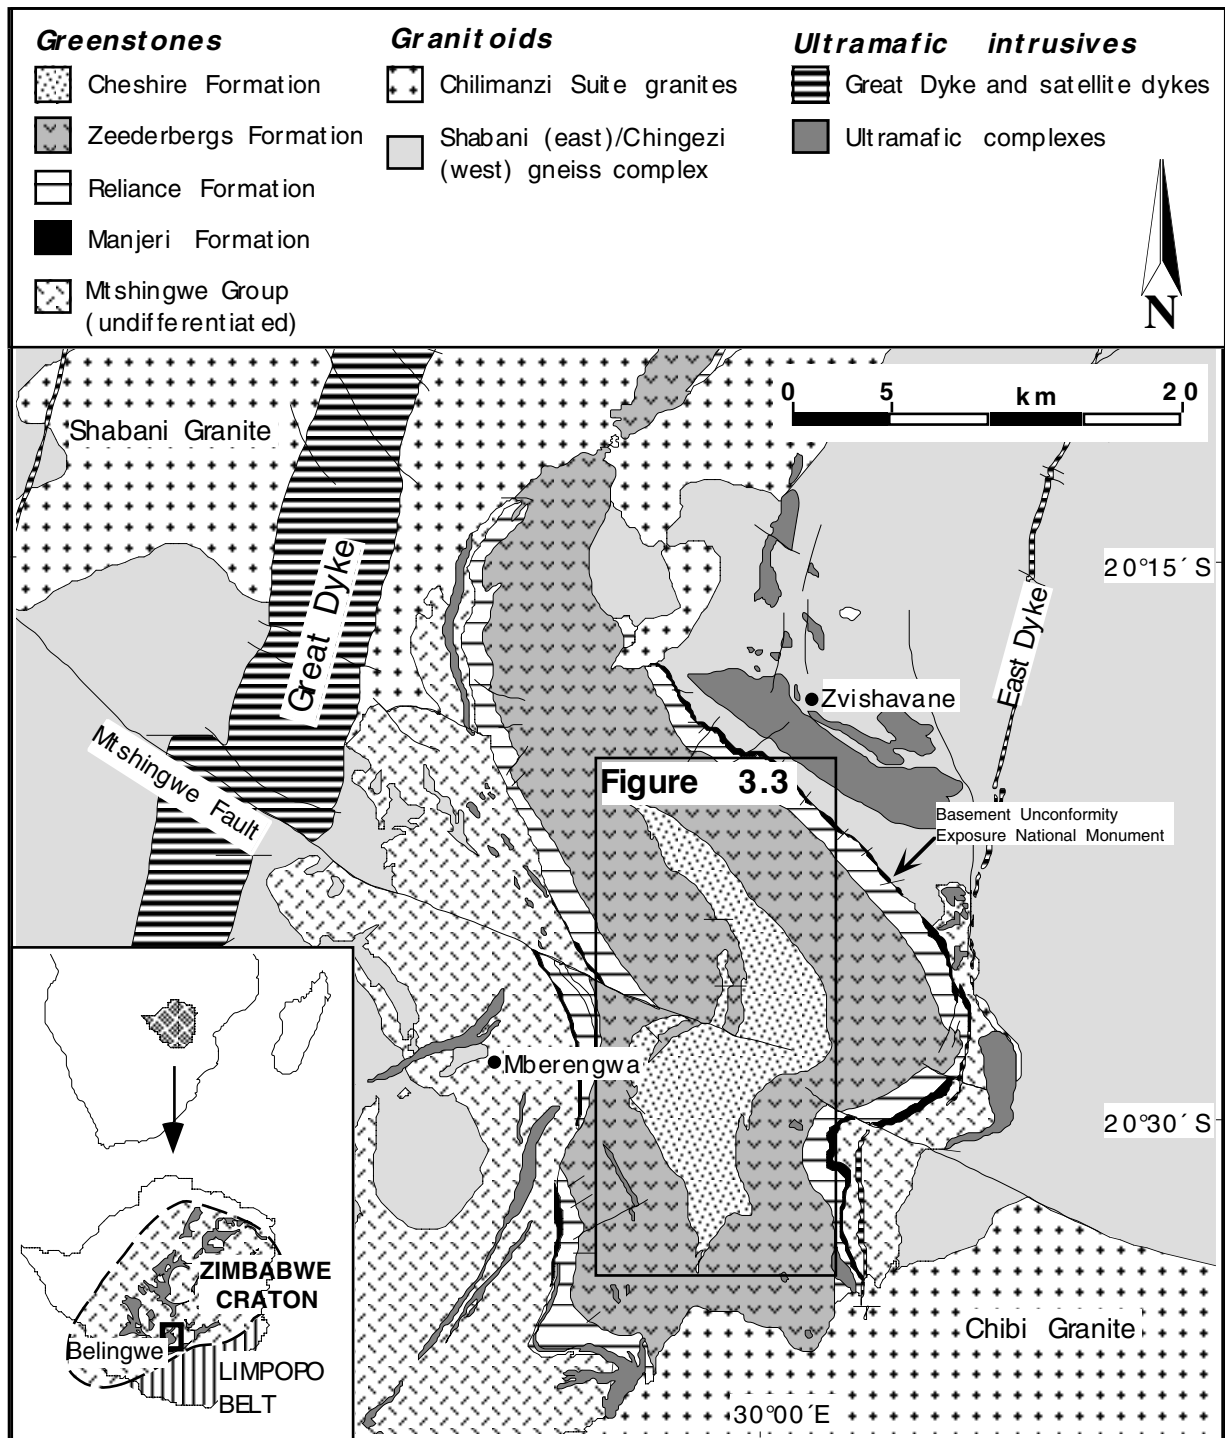 Greenstones
Cheshire Formation
Zeederbergs Formation
Reliance Formation
Manjeri Formation
Mtshingwe Group
(undifferentiated)
Granitoids
Chilimanzi Suite granites
Shabani (east)/Chingezi
(west) gneiss complex
Ultramafic intrusives
Great Dyke and satellite dykes
Ultramafic complexes
N
0 5 km 20
Shabani Granite
Great Dyke
20°15´S
East Dyke
Zvishavane
Mtshingwe Fault
Figure 3.3
Basement Unconformity
Exposure National Monument
Mberengwa
20°30´S
ZIMBABWE
CRATON
Belingwe
LIMPOPO
BELT
Chibi Granite
30°00´E